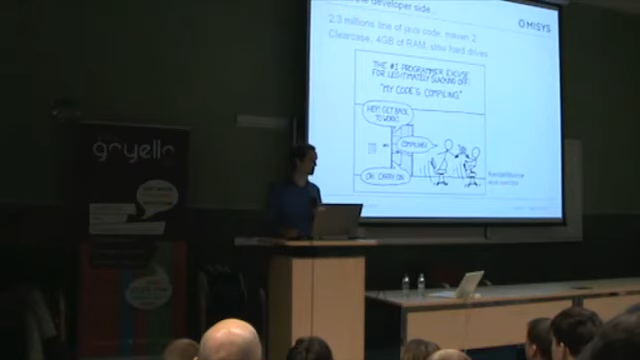 the developer side...
MISYS
2.3 millions line of java code, maven 2
Clearcase, 4GB of RAM, slow hard drives
THE #1 PROGRAMMER EXCUSE
FOR LEGITIMATELY SLACKING OFF:
"MY CODE'S COMPILING"
HEY! GET BACK
TO WORK!
COMPILING!
OH. CARRY ON.
goyello